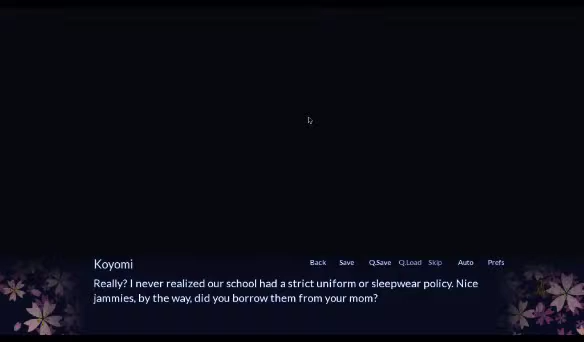 Koyomi
Back Save Q.Save Q.Load Skip Auto Prefs
Really? I never realized our school had a strict uniform or sleepwear policy. Nice
jammies, by the way, did you borrow them from your mom?